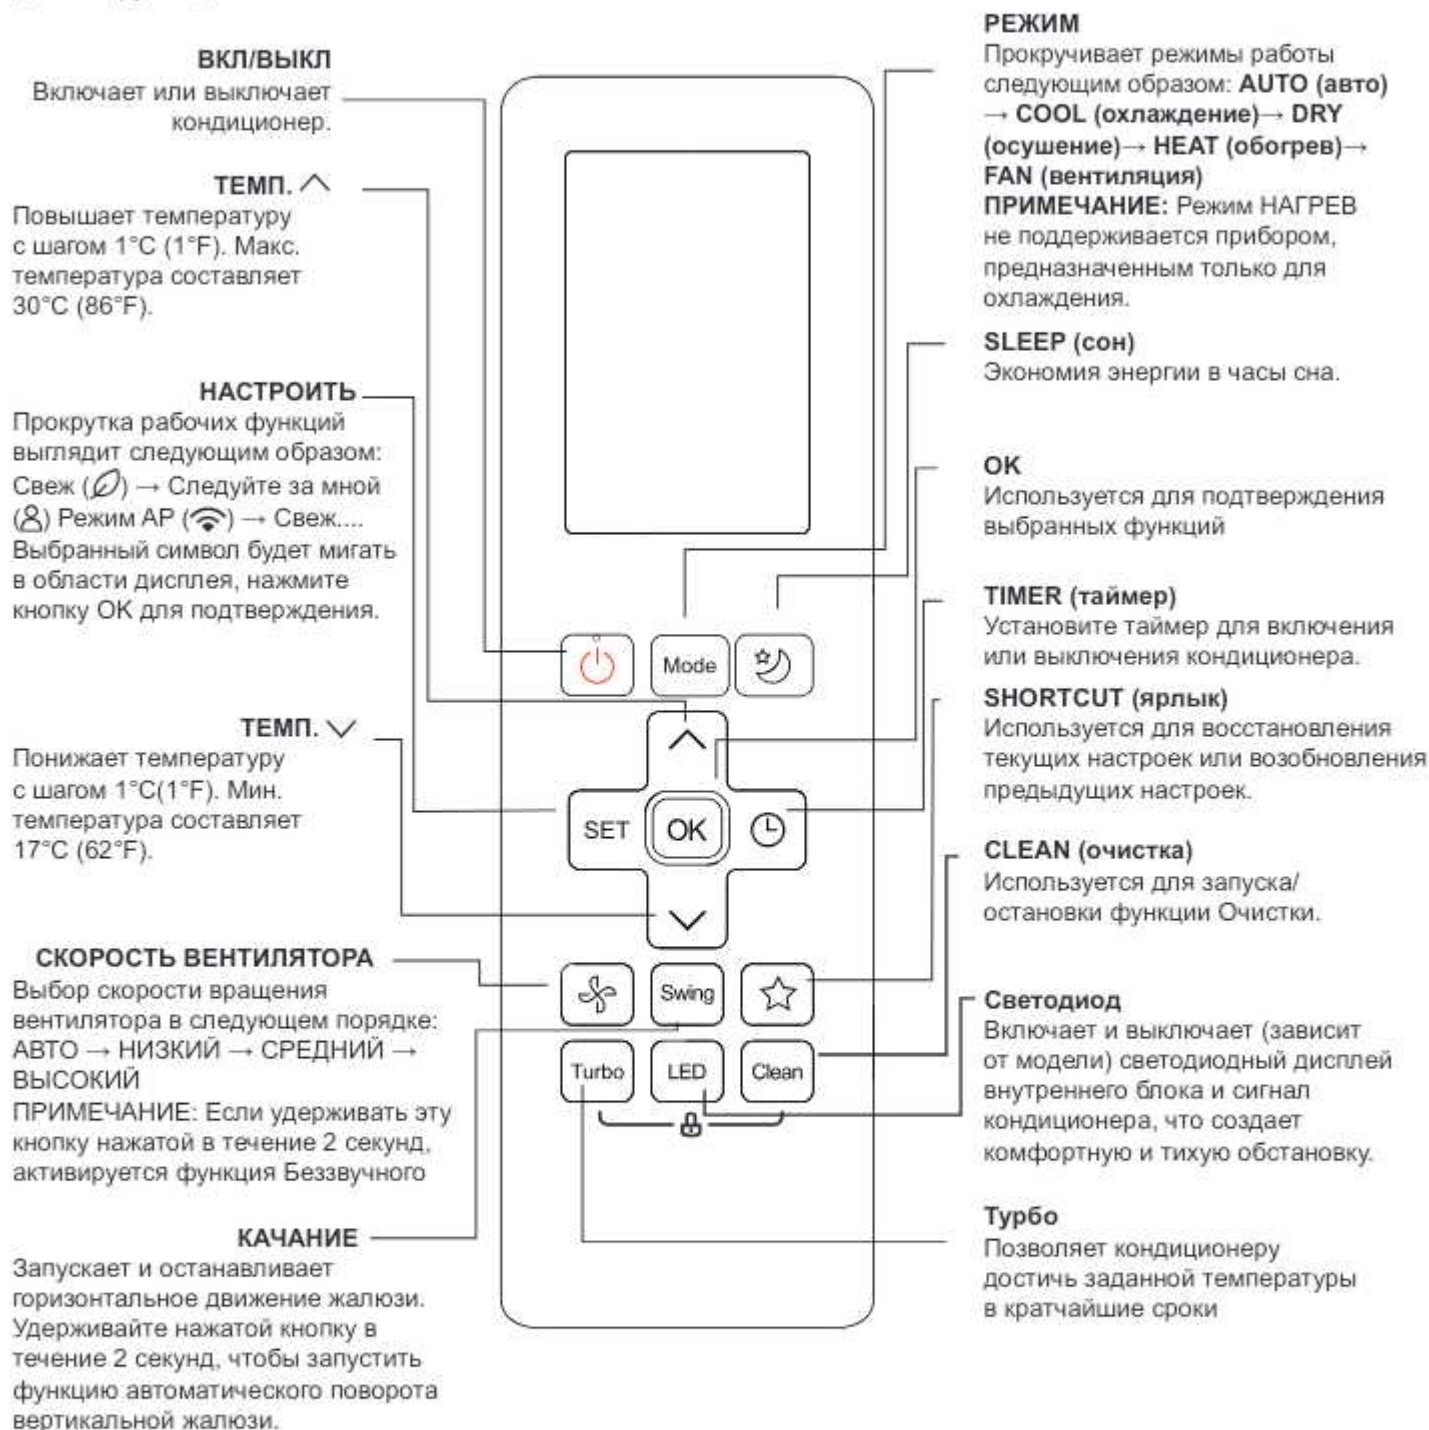 ВКЛ/ВЫКЛ
Включает или выключает
кондиционер.
ТЕМП.
Повышает температуру
с шагом 1°C (1°F). Макс.
температура составляет
30°C (86°F).
НАСТРОИТЬ
Прокрутка рабочих функций
выглядит следующим образом:
Свеж () → Следуйте за мной
() Режим AP () → Свеж....
Выбранный символ будет мигать
в области дисплея, нажмите
кнопку OK для подтверждения.
ТЕМП.
Понижает температуру
с шагом 1°C(1°F). Мин.
температура составляет
17°C (62°F).
СКОРОСТЬ ВЕНТИЛЯТОРА
Выбор скорости вращения
вентилятора в следующем порядке:
АВТО → НИЗКИЙ → СРЕДНИЙ →
ВЫСОКИЙ
ПРИМЕЧАНИЕ: Если удерживать эту
кнопку нажатой в течение 2 секунд,
активируется функция Беззвучного
КАЧАНИЕ
Запускает и останавливает
горизонтальное движение жалюзи.
Удерживайте нажатой кнопку в
течение 2 секунд, чтобы запустить
функцию автоматического поворота
вертикальной жалюзи.
Mode
SET
OK
Swing
Turbo
LED
Clean
РЕЖИМ
Прокручивает режимы работы
следующим образом: AUTO (авто)
→ COOL (охлаждение)→ DRY
(осушение)→ HEAT (обогрев)→
FAN (вентиляция)
ПРИМЕЧАНИЕ: Режим НАГРЕВ
не поддерживается прибором,
предназначенным только для
охлаждения.
SLEEP (сон)
Экономия энергии в часы сна.
OK
Используется для подтверждения
выбранных функций
TIMER (таймер)
Установите таймер для включения
или выключения кондиционера.
SHORTCUT (ярлык)
Используется для восстановления
текущих настроек или возобновления
предыдущих настроек.
CLEAN (очистка)
Используется для запуска/
остановки функции Очистки.
Светодиод
Включает и выключает (зависит
от модели) светодиодный дисплей
внутреннего блока и сигнал
кондиционера, что создает
комфортную и тихую обстановку.
Турбо
Позволяет кондиционеру
достичь заданной температуры
в кратчайшие сроки